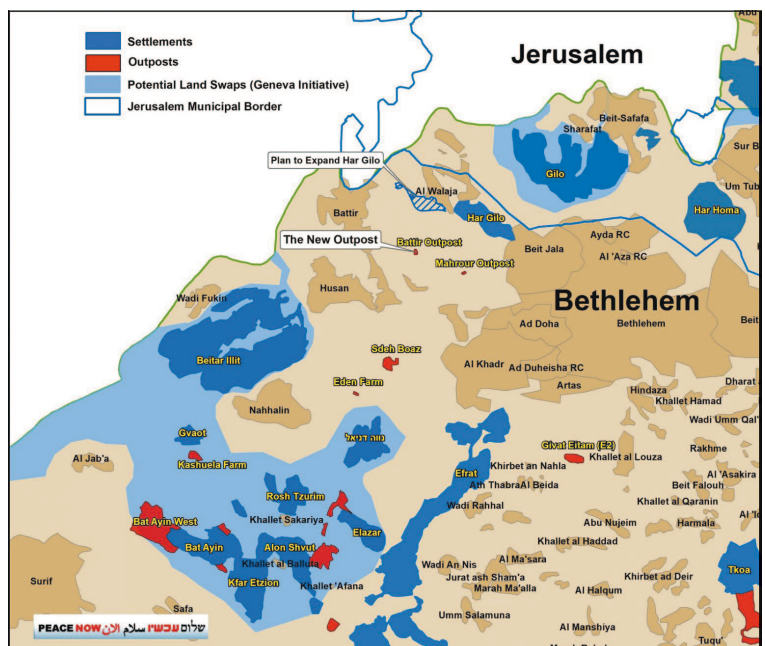 Settlements
Outposts
Potential Land Swaps (Geneva Initiative)
Jerusalem Municipal Border
Jerusalem
Beit-Safafa
Sharafat
Sur B
Plan to Expand Har Gilo
Gilo
Al Walaja
Um Tub
Battir
Har Gilo
Har Homa
The New Outpost
Battir Outpost
Ayda RC
Beit Jala
Al 'Aza RC
Mahrour Outpost
Husan
Wadi Fukin
Bethlehem
Ad Doha
Bethlehem
Beit
Sdeh Boaz
Beitar Illit
Al Khadr
Ad Duheisha RC
Eden Farm
Artas
Dharat
Hindaza
Khallet Hamad
Nahhalin
Wadi Umm Qal'
Gvaot
נווה דניאל
Givat Eitam (E2)
Rakhme
Al Jab'a
Kashuela Farm
Khallet al Louza
Efrat
Khirbet an Nahla
Al 'Asakira
Ath Thabra
Al Beida
Beit Falouh
Rosh Tzurim
Wadi Rahhal
Khallet al Qaranin
Bat Ayin West
Khallet Sakariya
Abu Nujeim
Harmala
Elazar
Bat Ayin
Alon Shvut
Khallet al Haddad
Khallet al Balluta
Wadi An Nis
Al Ma'sara
Tkoa
Surif
Kfar Etzion
Khallet 'Afana
Jurat ash Sham'a
Khirbet ad Deir
Marah Ma'alla
Al Halqum
Safa
Umm Salamuna
Al Manshiya
PEACE NOW السلام الآن שלום עכשיו
Tuqu'